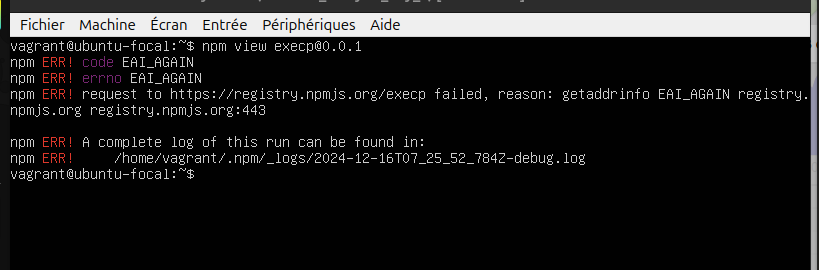 Fichier Machine Écran Entrée Périphériques Aide
vagrant@ubuntu-focal:~$ npm view execp@0.0.1
npm ERR! code EAI_AGAIN
npm ERR! errno EAI_AGAIN
npm ERR! request to https://registry.npmjs.org/execp failed, reason: getaddrinfo EAI_AGAIN registry.
npmjs.org registry.npmjs.org:443
npm ERR! A complete log of this run can be found in:
npm ERR!     /home/vagrant/.npm/_logs/2024-12-16T07_25_52_784Z-debug.log
vagrant@ubuntu-focal:~$